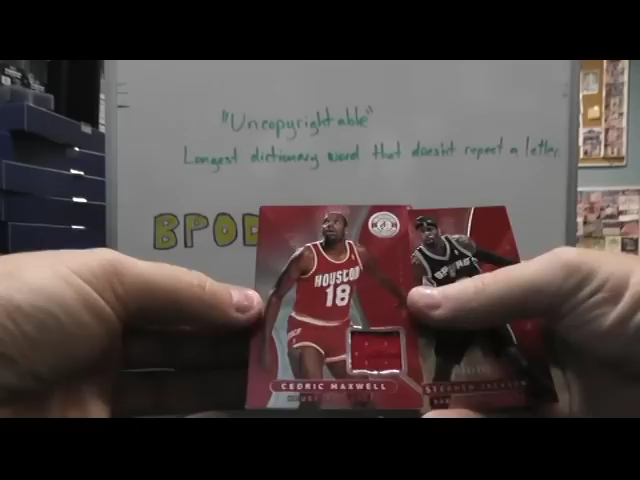 "Uncopyrightable"
Longest dictionary word that doesn't repeat a letter.
BPOD
HOUSTON
18
SPURS
CEDRIC MAXWELL
STEPHEN JACKSON